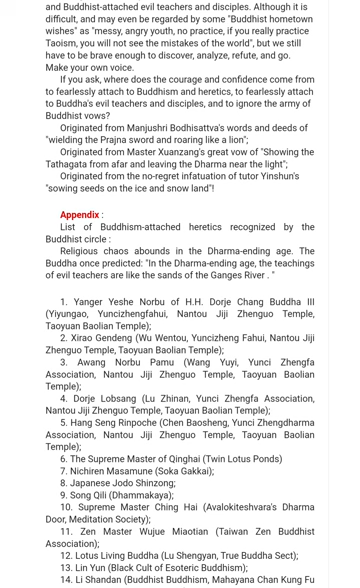 and Buddhist-attached evil teachers and disciples. Although it is
difficult, and may even be regarded by some "Buddhist hometown
wishes" as "messy, angry youth, no practice, if you really practice
Taoism, you will not see the mistakes of the world", but we still
have to be brave enough to discover, analyze, refute, and go.
Make your own voice.
If you ask, where does the courage and confidence come from
to fearlessly attach to Buddhism and heretics, to fearlessly attach
to Buddha's evil teachers and disciples, and to ignore the army of
Buddhist vows?
Originated from Manjushri Bodhisattva's words and deeds of
"wielding the Prajna sword and roaring like a lion";
Originated from Master Xuanzang's great vow of "Showing the
Tathagata from afar and leaving the Dharma near the light";
Originated from the no-regret infatuation of tutor Yinshun's
"sowing seeds on the ice and snow land"!
Appendix :
List of Buddhism-attached heretics recognized by the
Buddhist circle :
Religious chaos abounds in the Dharma-ending age. The
Buddha once predicted: "In the Dharma-ending age, the teachings
of evil teachers are like the sands of the Ganges River . "
1. Yanger Yeshe Norbu of H.H. Dorje Chang Buddha III
(Yiyungao, Yuncizhengfahui, Nantou Jiji Zhenguo Temple,
Taoyuan Baolian Temple);
2. Xirao Gendeng (Wu Wentou, Yuncizheng Fahui, Nantou Jiji
Zhenguo Temple, Taoyuan Baolian Temple);
3. Awang Norbu Pamu (Wang Yuyi, Yunci Zhengfa
Association, Nantou Jiji Zhenguo Temple, Taoyuan Baolian
Temple);
4. Dorje Lobsang (Lu Zhinan, Yunci Zhengfa Association,
Nantou Jiji Zhenguo Temple, Taoyuan Baolian Temple);
5. Hang Seng Rinpoche (Chen Baosheng, Yunci Zhengdharma
Association, Nantou Jiji Zhenguo Temple, Taoyuan Baolian
Temple);
6. The Supreme Master of Qinghai (Twin Lotus Ponds)
7. Nichiren Masamune (Soka Gakkai);
8. Japanese Jodo Shinzong;
9. Song Qili (Dhammakaya);
10. Supreme Master Ching Hai (Avalokiteshvara's Dharma
Door, Meditation Society);
11. Zen Master Wujue Miaotian (Taiwan Zen Buddhist
Association);
12. Lotus Living Buddha (Lu Shengyan, True Buddha Sect);
13. Lin Yun (Black Cult of Esoteric Buddhism);
14. Li Shandan (Buddhist Buddhism, Mahayana Chan Kung Fu